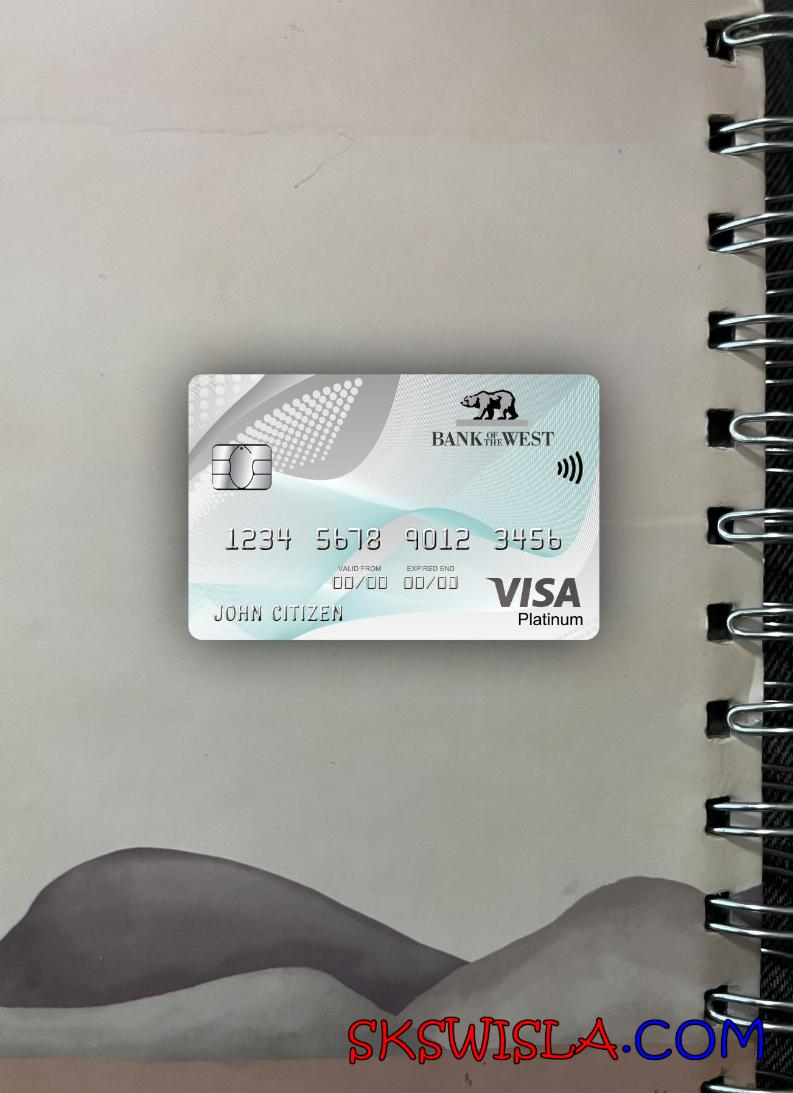 BANK OF THE WEST
1234 5678 9012 3456
VALID FROM EXPIRED END
00/00 00/00
VISA
Platinum
JOHN CITIZEN
SKSWISLA.COM